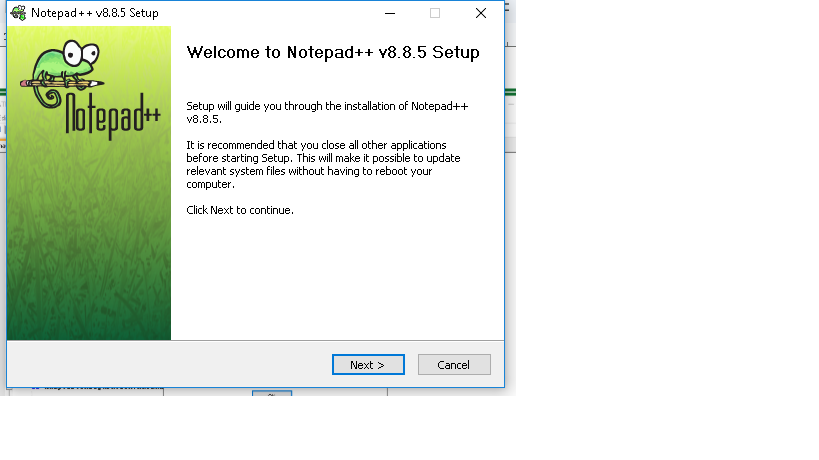 Notepad++ v8.8.5 Setup
Notepad++
Welcome to Notepad++ v8.8.5 Setup
Setup will guide you through the installation of Notepad++
v8.8.5.
It is recommended that you close all other applications
before starting Setup. This will make it possible to update
relevant system files without having to reboot your
computer.
Click Next to continue.
Next >
Cancel